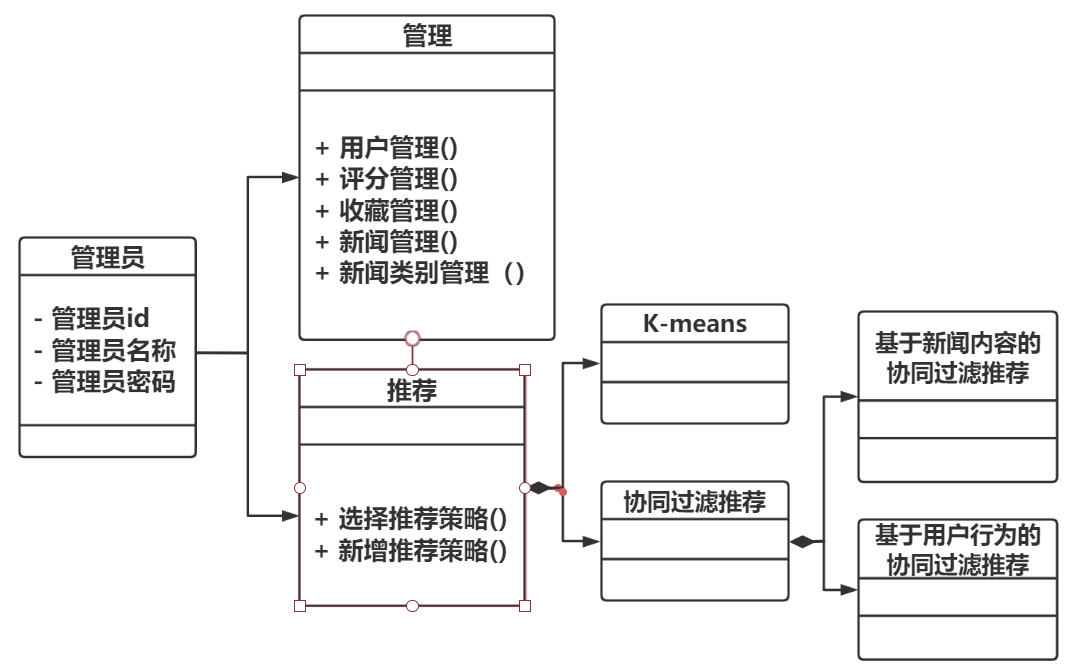 管理
+ 用户管理()
+ 评分管理()
+ 收藏管理()
+ 新闻管理()
+ 新闻类别管理（）
管理员
- 管理员id
- 管理员名称
- 管理员密码
推荐
+ 选择推荐策略()
+ 新增推荐策略()
K-means
协同过滤推荐
基于新闻内容的
协同过滤推荐
基于用户行为的
协同过滤推荐